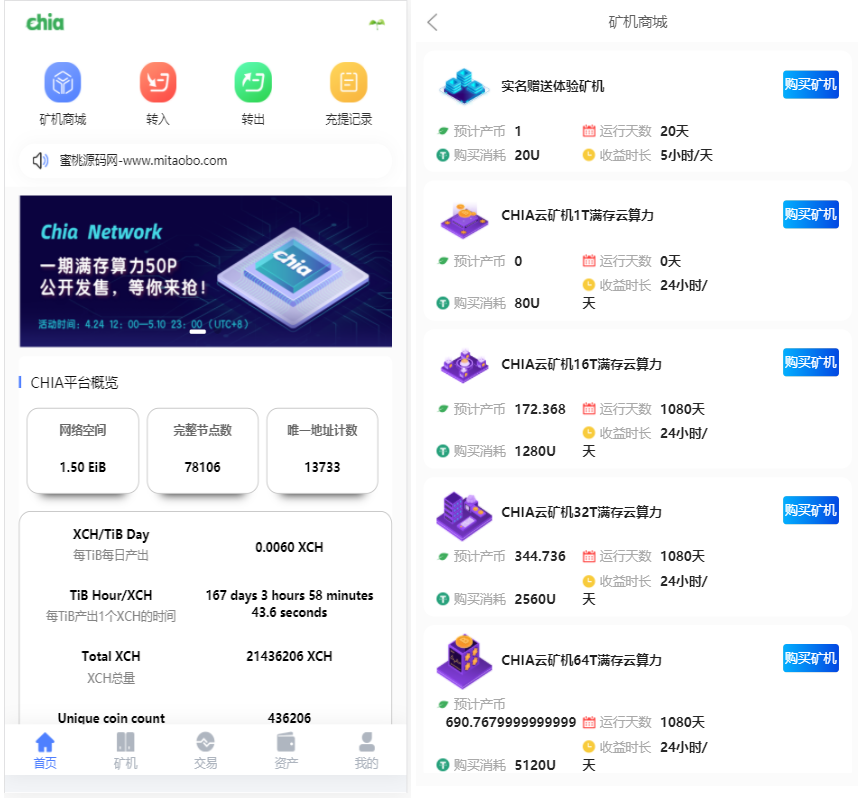 chia
矿机商城
转入
转出
充提记录
蜜桃源码网-www.mitaobo.com
Chia Network
一期满存算力50P
公开发售，等你来抢！
活动时间：4.24 12：00—5.10 23：00（UTC+8）
chia
CHIA平台概览
网络空间
1.50 EiB
完整节点数
78106
唯一地址计数
13733
XCH/TiB Day
每TiB每日产出
0.0060 XCH
TiB Hour/XCH
每TiB产出1个XCH的时间
167 days 3 hours 58 minutes
43.6 seconds
Total XCH
XCH总量
21436206 XCH
Unique coin count
436206
首页
矿机
交易
资产
我的
矿机商城
实名赠送体验矿机
购买矿机
预计产币 1
运行天数 20天
购买消耗 20U
收益时长 5小时/天
CHIA云矿机1T满存云算力
购买矿机
预计产币 0
运行天数 0天
收益时长 24小时/
购买消耗 80U
天
CHIA云矿机16T满存云算力
购买矿机
预计产币 172.368
运行天数 1080天
收益时长 24小时/
购买消耗 1280U
天
CHIA云矿机32T满存云算力
购买矿机
预计产币 344.736
运行天数 1080天
收益时长 24小时/
购买消耗 2560U
天
CHIA云矿机64T满存云算力
购买矿机
预计产币
690.7679999999999
运行天数 1080天
收益时长 24小时/
购买消耗 5120U
天